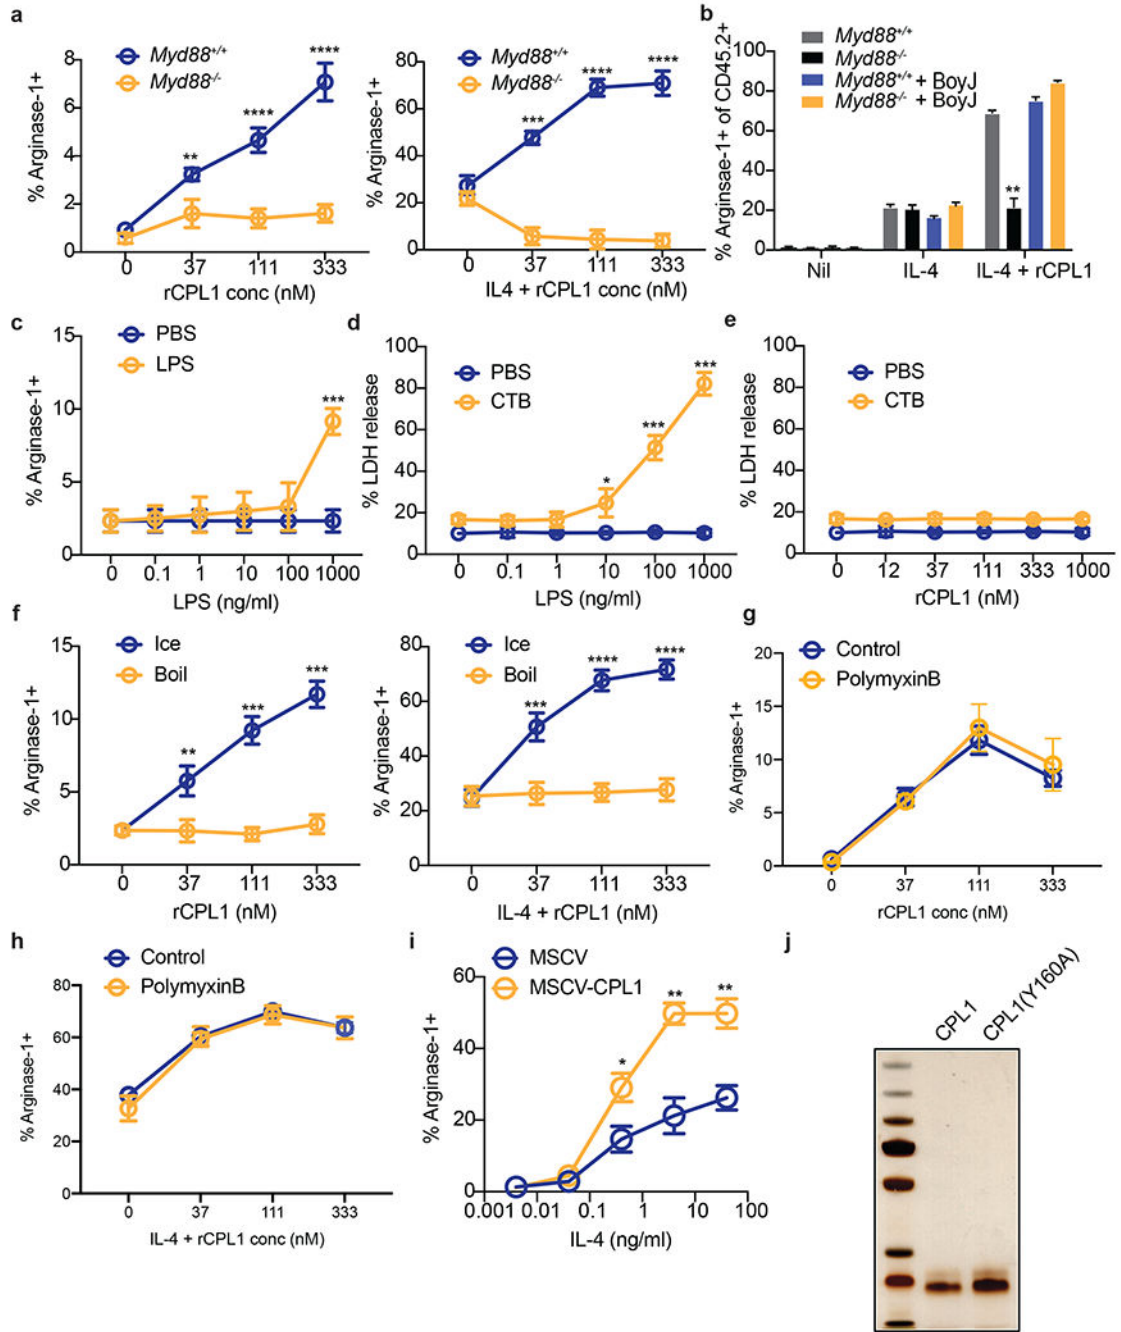 a
8
6
4
2
0
% Arginase-1+
Myd88+/+
Myd88-/-
**
****
****
0 37 111 333
rCPL1 conc (nM)
80
60
40
20
0
% Arginase-1+
Myd88+/+
Myd88-/-
***
****
****
0 37 111 333
IL4 + rCPL1 conc (nM)
b
100
80
60
40
20
0
% Arginsae-1+ of CD45.2+
Myd88+/+
Myd88-/-
Myd88+/+ + BoyJ
Myd88-/- + BoyJ
**
Nil IL-4 IL-4 + rCPL1
c
15
10
5
0
% Arginase-1+
PBS
LPS
***
0 0.1 1 10 100 1000
LPS (ng/ml)
d
100
80
60
40
20
0
% LDH release
PBS
CTB
*
***
***
0 0.1 1 10 100 1000
LPS (ng/ml)
e
100
80
60
40
20
0
% LDH release
PBS
CTB
0 12 37 111 333 1000
rCPL1 (nM)
f
15
10
5
0
% Arginase-1+
Ice
Boil
**
***
***
0 37 111 333
rCPL1 (nM)
80
60
40
20
0
% Arginase-1+
Ice
Boil
***
****
****
0 37 111 333
IL-4 + rCPL1 (nM)
g
20
15
10
5
0
% Arginase-1+
Control
PolymyxinB
0 37 111 333
rCPL1 conc (nM)
h
80
60
40
20
0
% Arginase-1+
Control
PolymyxinB
0 37 111 333
IL-4 + rCPL1 conc (nM)
i
60
40
20
0
% Arginase-1+
MSCV
MSCV-CPL1
*
**
**
0.001 0.01 0.1 1 10 100
IL-4 (ng/ml)
j
CPL1
CPL1(Y160A)